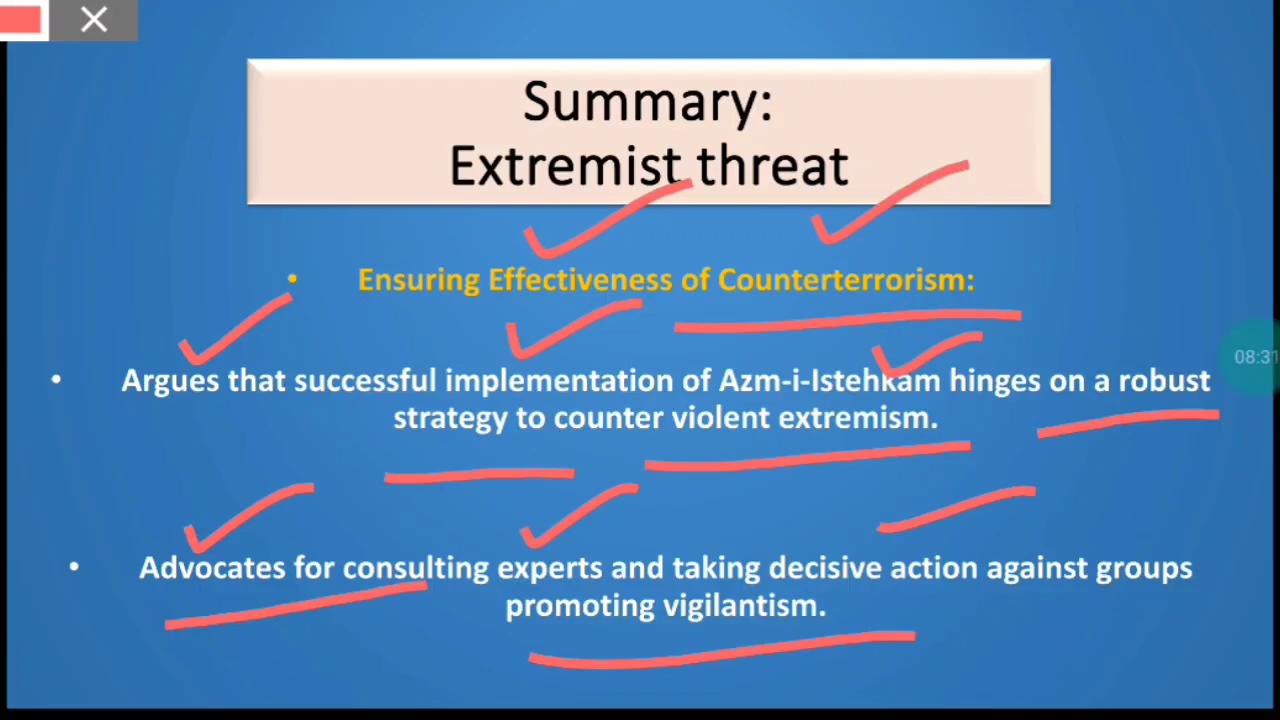 Summary:
Extremist threat
• Ensuring Effectiveness of Counterterrorism:
08:31
• Argues that successful implementation of Azm-i-Istehkam hinges on a robust
strategy to counter violent extremism.
• Advocates for consulting experts and taking decisive action against groups
promoting vigilantism.